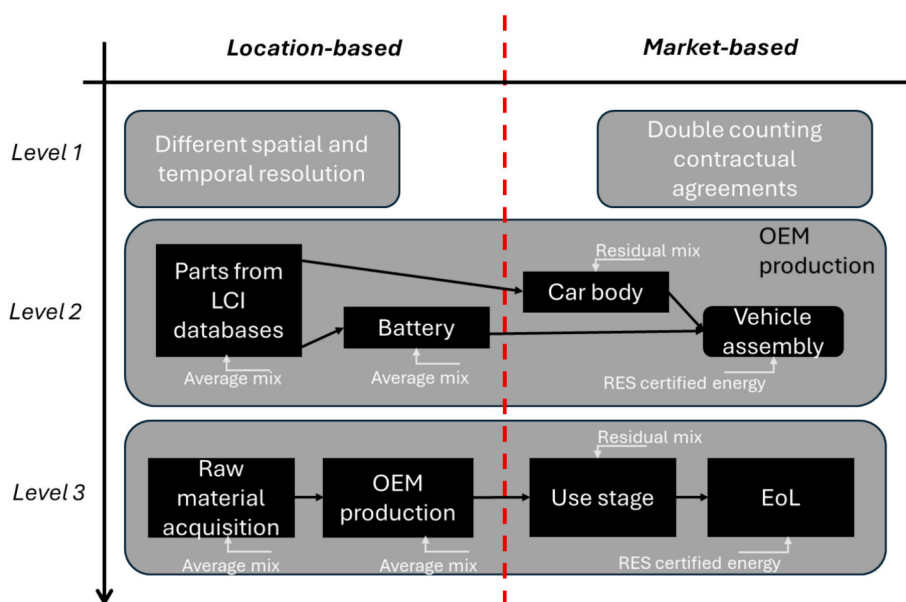 Location-based
Market-based
Level 1
Different spatial and
temporal resolution
Double counting
contractual
agreements
Level 2
OEM
production
Parts from
LCI
databases
Average mix
Battery
Average mix
Residual mix
Car body
Vehicle
assembly
RES certified energy
Level 3
Raw
material
acquisition
Average mix
OEM
production
Average mix
Residual mix
Use stage
EoL
RES certified energy